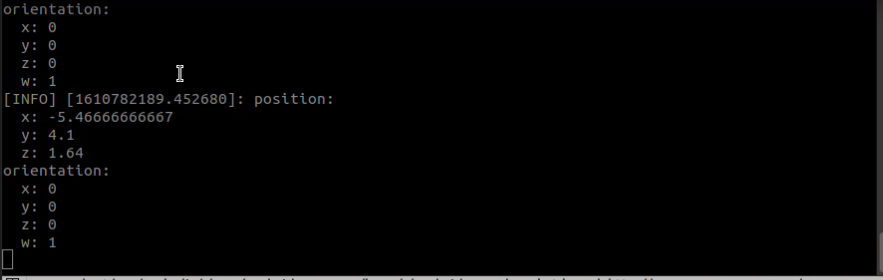 orientation:
  x: 0
  y: 0
  z: 0
  w: 1
[INFO] [1610782189.452680]: position:
  x: -5.46666666667
  y: 4.1
  z: 1.64
orientation:
  x: 0
  y: 0
  z: 0
  w: 1